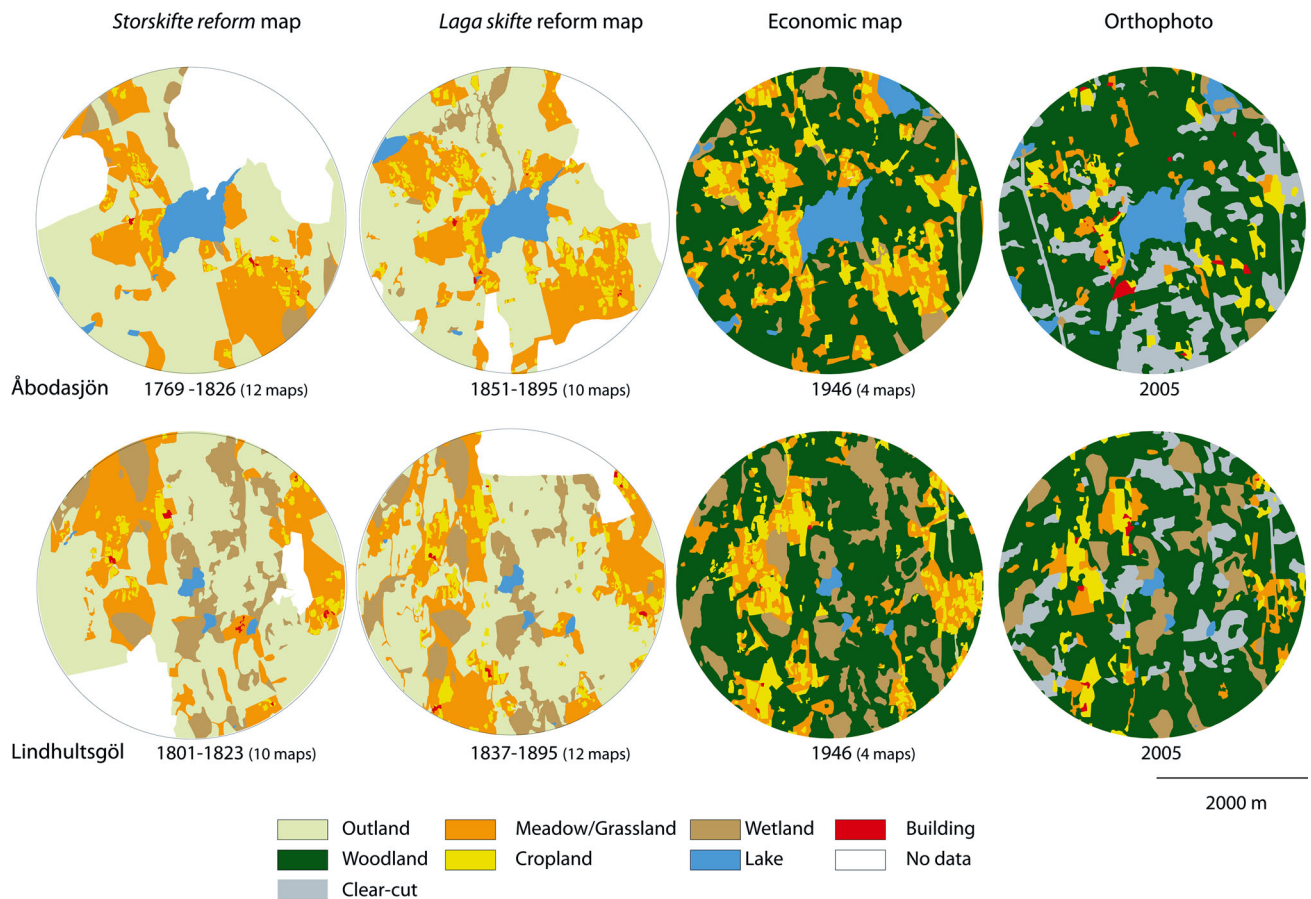 Storskifte reform map
Laga skifte reform map
Economic map
Orthophoto
Åbodasjön
1769 -1826 (12 maps)
1851-1895 (10 maps)
1946 (4 maps)
2005
Lindhultsgöl
1801-1823 (10 maps)
1837-1895 (12 maps)
1946 (4 maps)
2005
2000 m
Outland
Meadow/Grassland
Wetland
Building
Woodland
Cropland
Lake
No data
Clear-cut